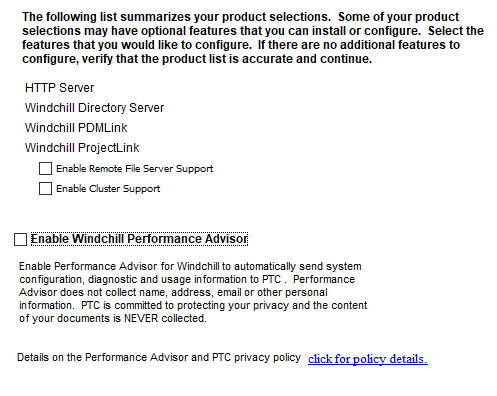 The following list summarizes your product selections.  Some of your product
selections may have optional features that you can install or configure.  Select the
features that you would like to configure.  If there are no additional features to
configure, verify that the product list is accurate and continue.
HTTP Server
Windchill Directory Server
Windchill PDMLink
Windchill ProjectLink
Enable Remote File Server Support
Enable Cluster Support
Enable Windchill Performance Advisor
Enable Performance Advisor for Windchill to automatically send system
configuration, diagnostic and usage information to PTC .  Performance
Advisor does not collect name, address, email or other personal
information.  PTC is committed to protecting your privacy and the content
of your documents is NEVER collected.
Details on the Performance Advisor and PTC privacy policy  click for policy details.